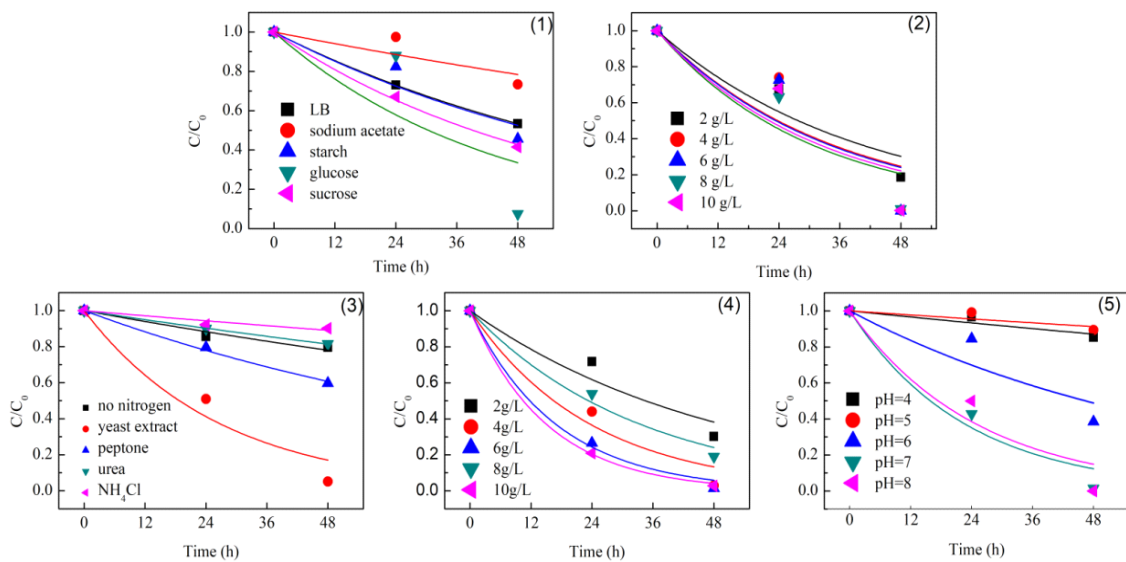 (1)
1.0
0.8
0.6
0.4
0.2
0.0
C/C0
LB
sodium acetate
starch
glucose
sucrose
0 12 24 36 48
Time (h)
(2)
1.0
0.8
0.6
0.4
0.2
0.0
C/C0
2 g/L
4 g/L
6 g/L
8 g/L
10 g/L
0 12 24 36 48
Time (h)
(3)
1.0
0.8
0.6
0.4
0.2
0.0
C/C0
no nitrogen
yeast extract
peptone
urea
NH4Cl
0 12 24 36 48
Time (h)
(4)
1.0
0.8
0.6
0.4
0.2
0.0
C/C0
2g/L
4g/L
6g/L
8g/L
10g/L
0 12 24 36 48
Time (h)
(5)
1.0
0.8
0.6
0.4
0.2
0.0
C/C0
pH=4
pH=5
pH=6
pH=7
pH=8
0 12 24 36 48
Time (h)